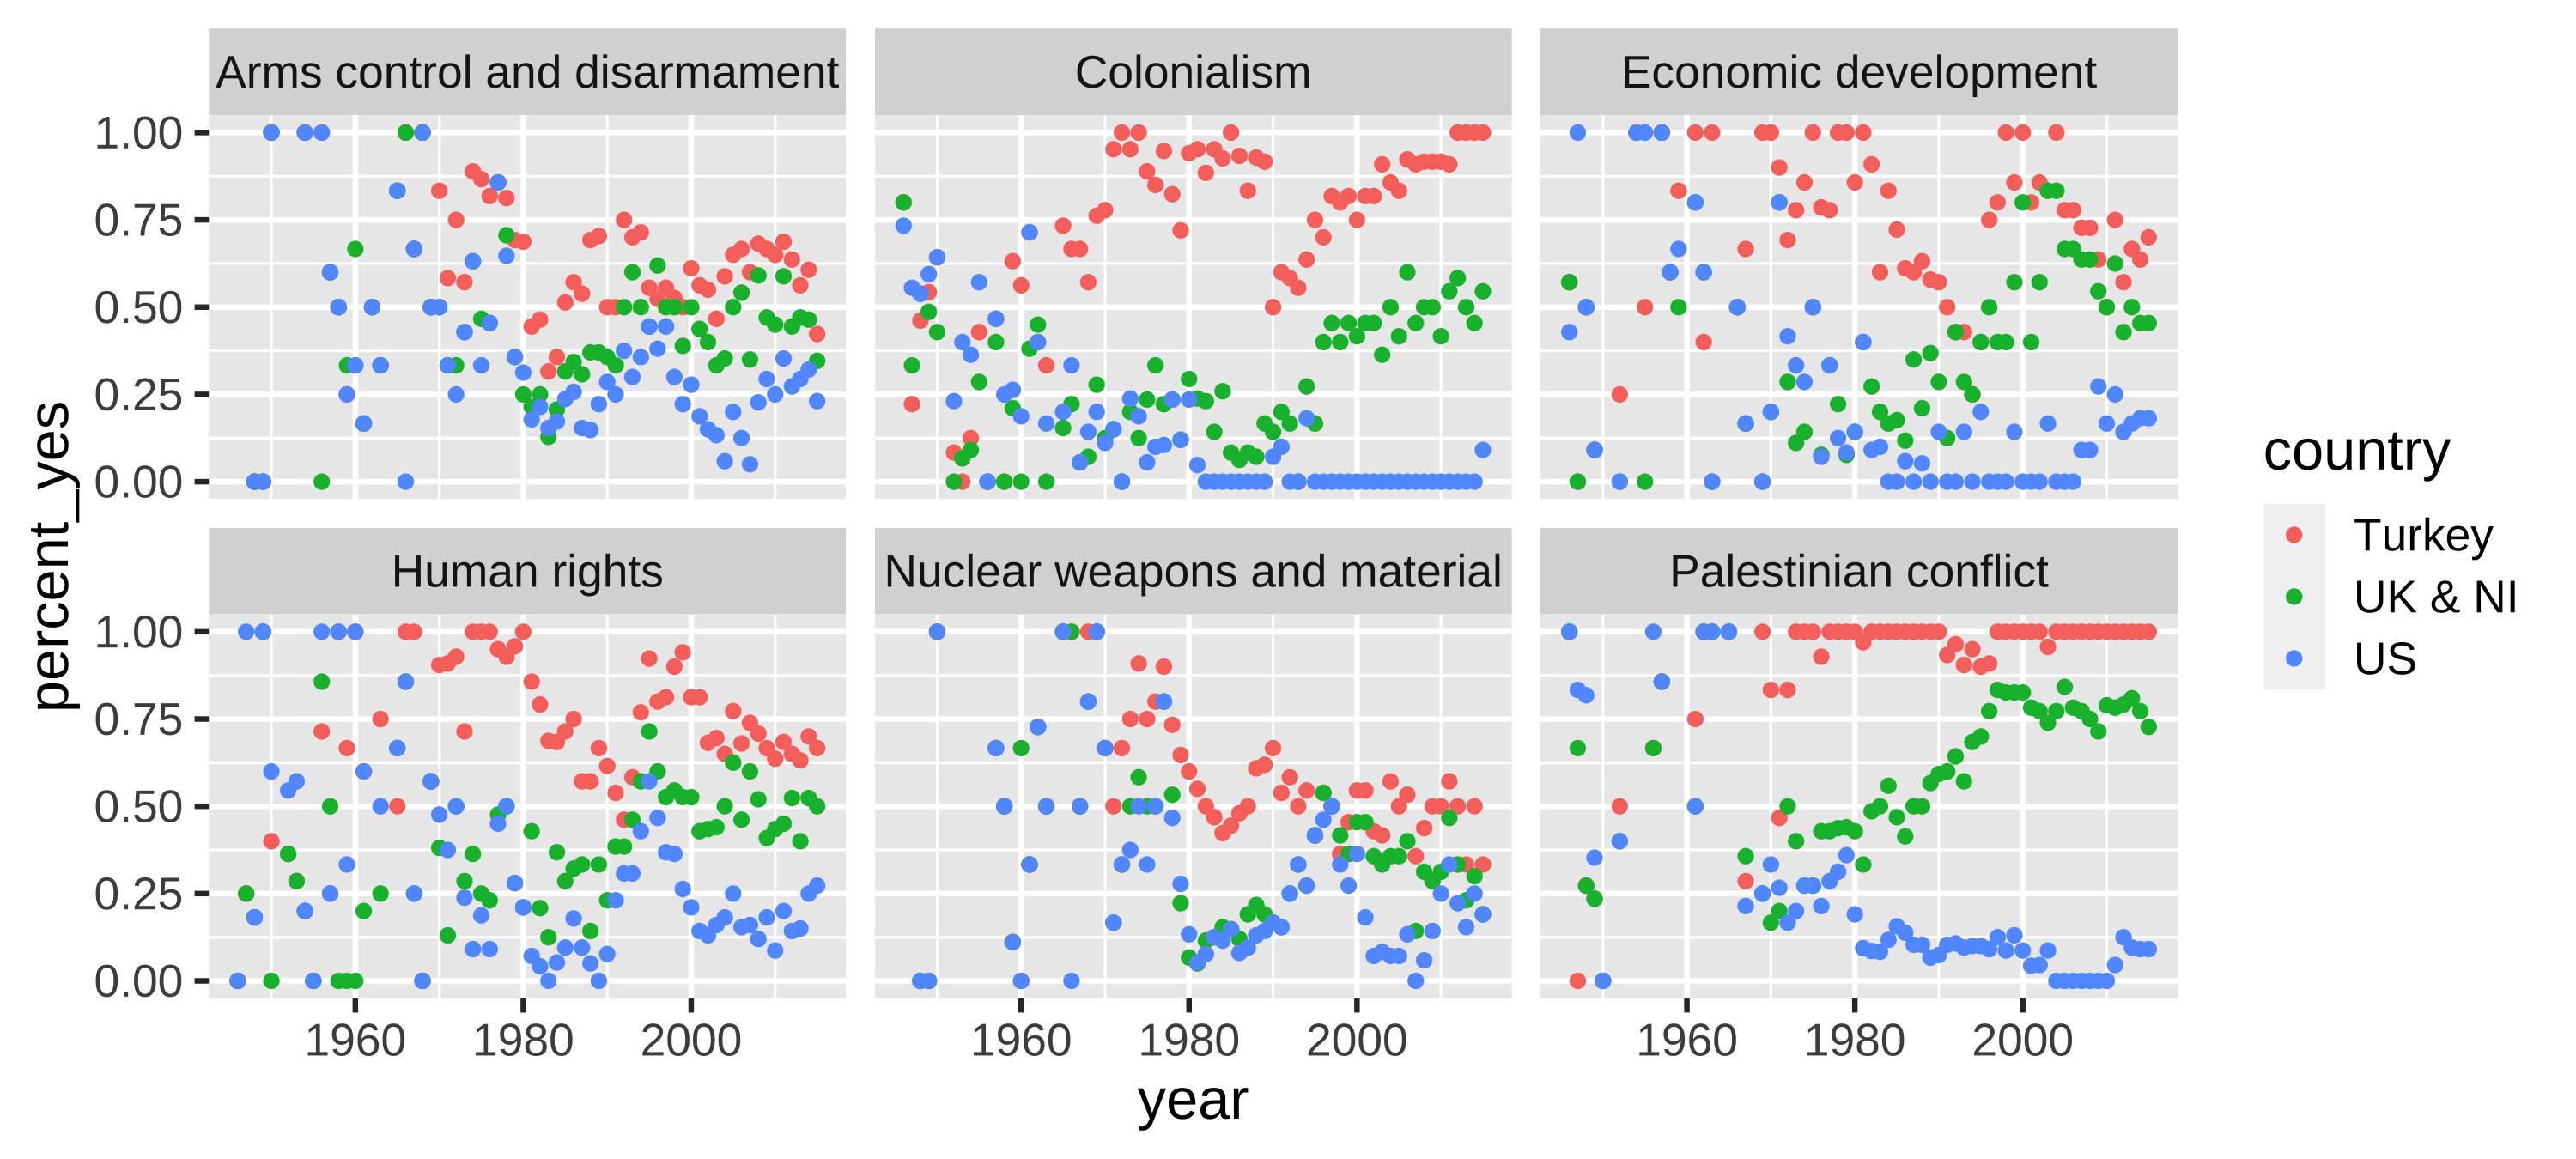 Arms control and disarmament
Colonialism
Economic development
1.00
0.75
0.50
0.25
0.00
Human rights
Nuclear weapons and material
Palestinian conflict
1.00
0.75
0.50
0.25
0.00
1960 1980 2000
1960 1980 2000
1960 1980 2000
year
percent_yes
country
Turkey
UK & NI
US